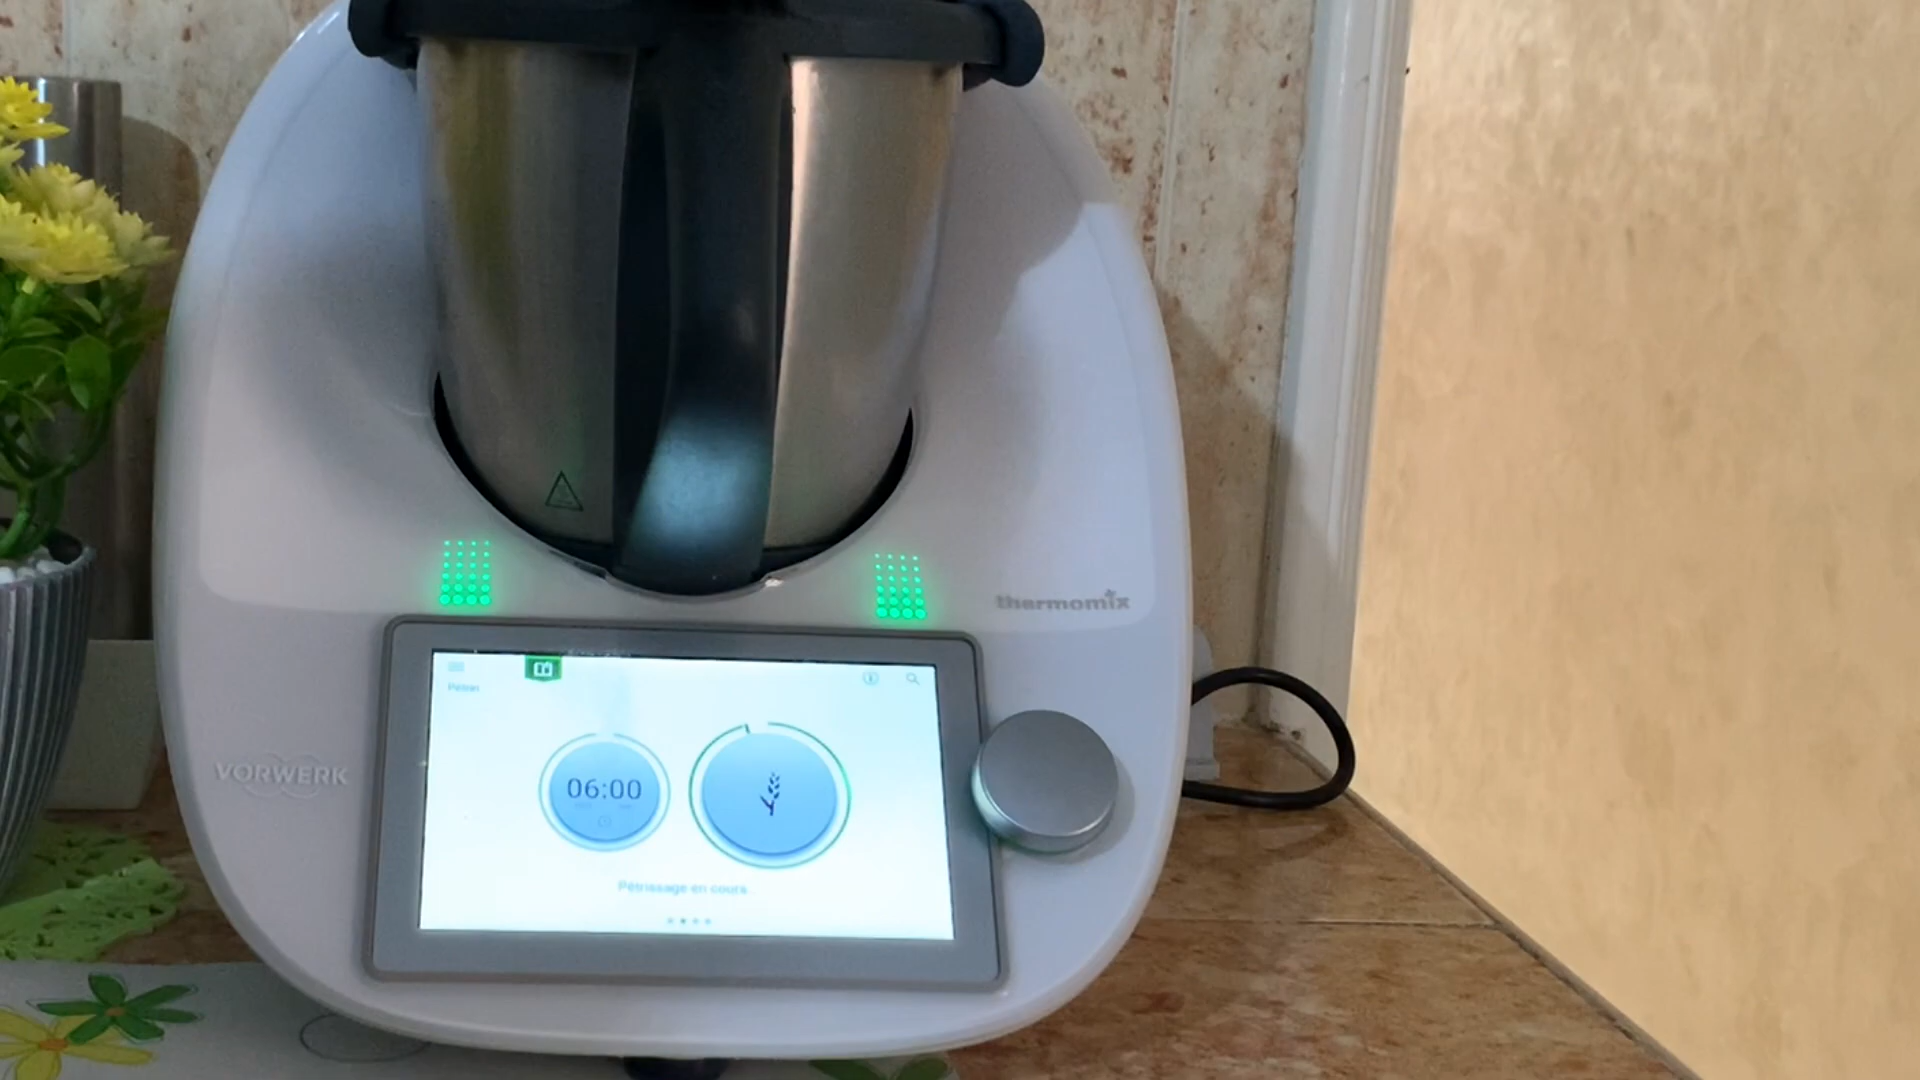 thermomix
Pétrin
VORWERK
06:00
Pétrissage en cours